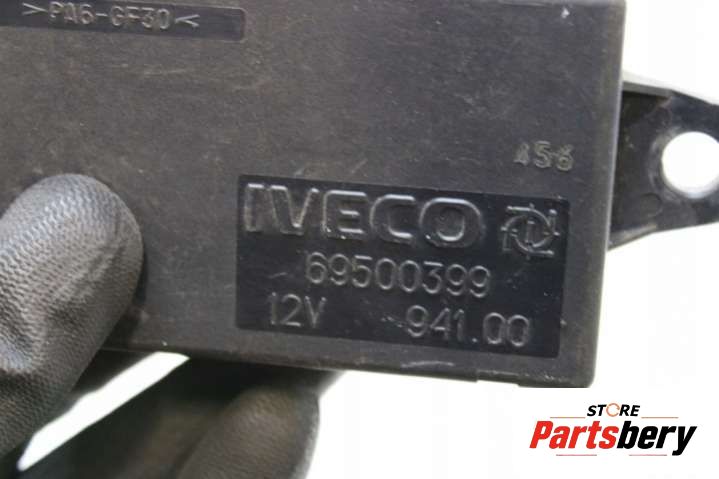 >PA6-GF30<
456
IVECO
69500399
12V 941.00
STORE
Partsbery